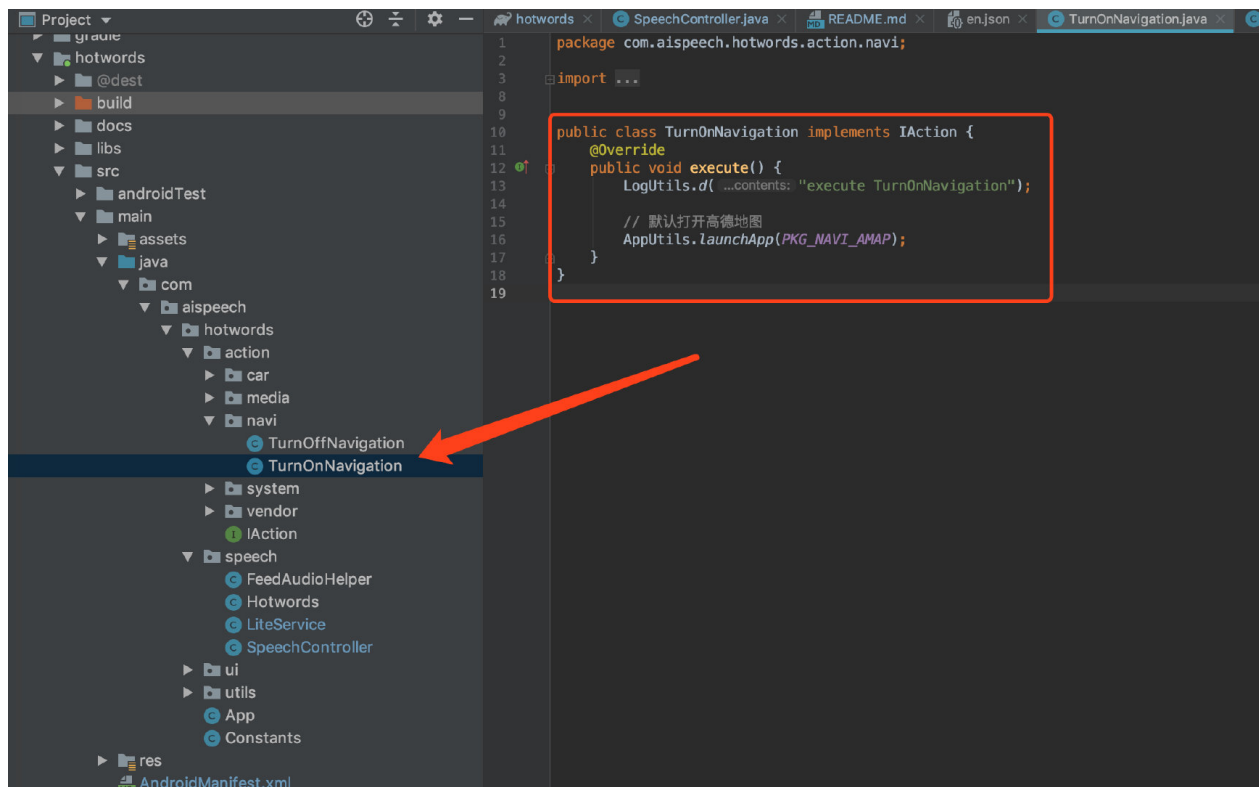 Project
hotwords
SpeechController.java
README.md
en.json
TurnOnNavigation.java
gradle
hotwords
@dest
build
docs
libs
src
androidTest
main
assets
java
com
aispeech
hotwords
action
car
media
navi
TurnOffNavigation
TurnOnNavigation
system
vendor
IAction
speech
FeedAudioHelper
Hotwords
LiteService
SpeechController
ui
utils
App
Constants
res
AndroidManifest.xml
1 package com.aispeech.hotwords.action.navi;
2
3 import ...
8
9
10 public class TurnOnNavigation implements IAction {
11 @Override
12 public void execute() {
13 LogUtils.d( ...contents: "execute TurnOnNavigation");
14
15 // 默认打开高德地图
16 AppUtils.launchApp(PKG_NAVI_AMAP);
17 }
18 }
19